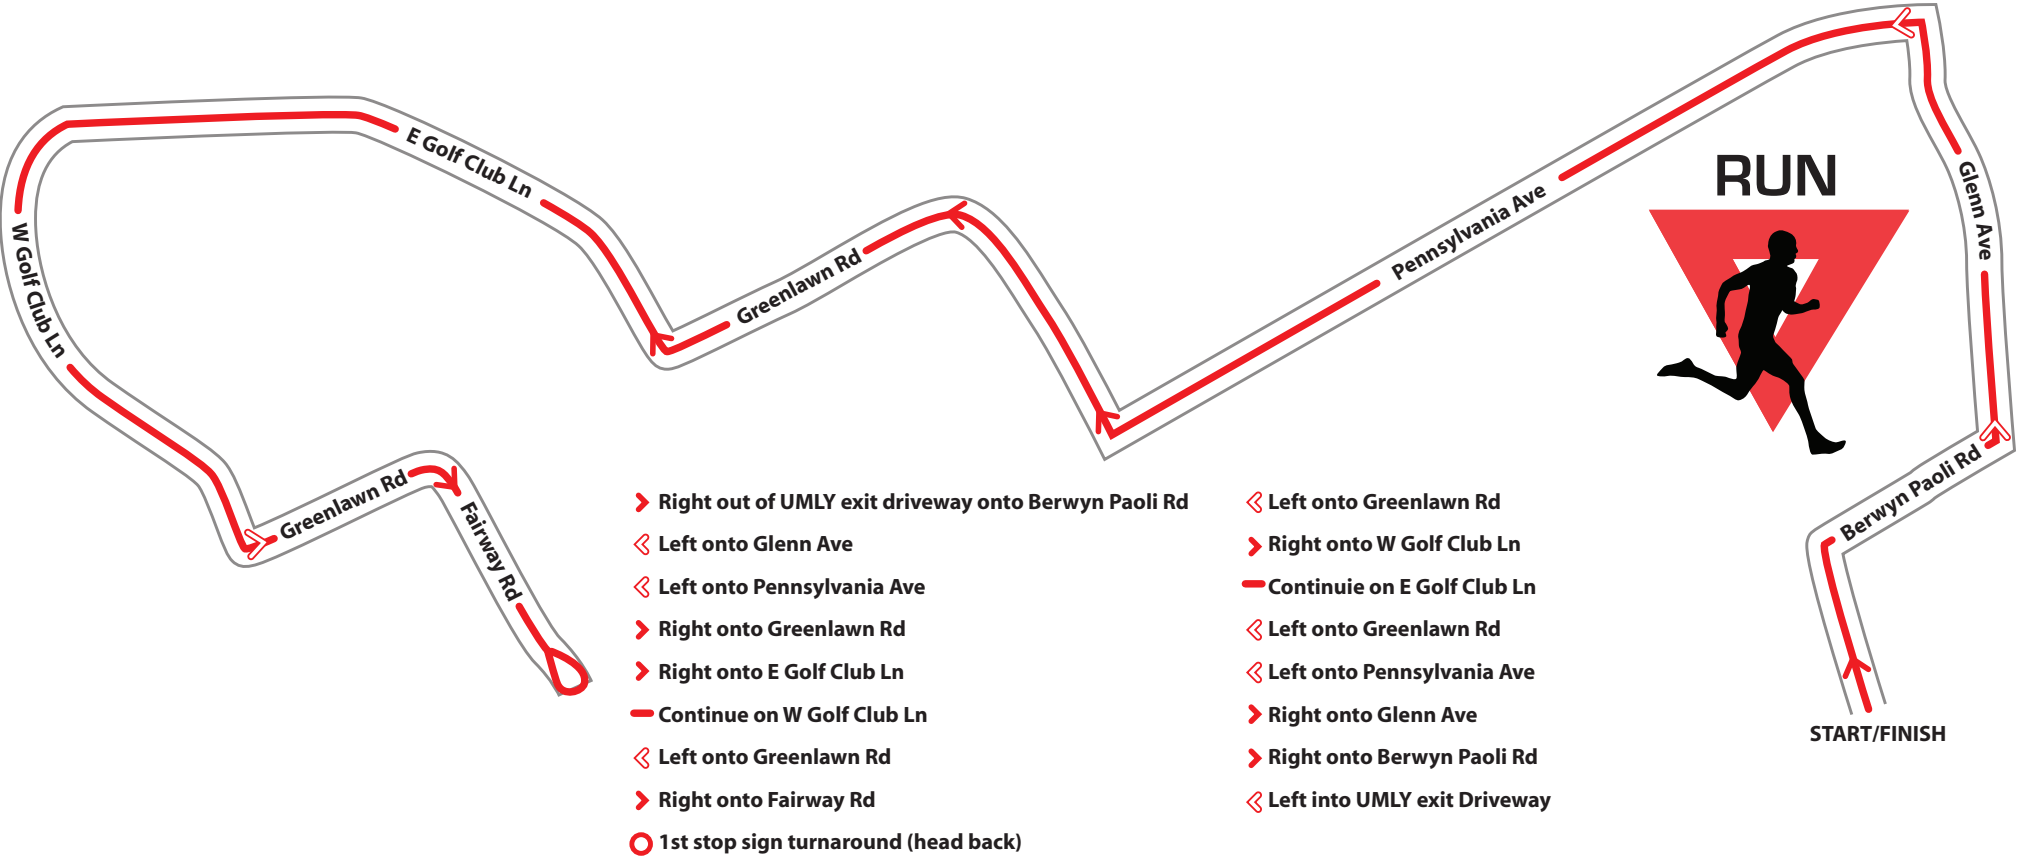 E Golf Club Ln
W Golf Club Ln
Greenlawn Rd
Fairway Rd
Greenlawn Rd
Pennsylvania Ave
RUN
Glenn Ave
Berwyn Paoli Rd
START/FINISH
Right out of UMLY exit driveway onto Berwyn Paoli Rd
Left onto Glenn Ave
Left onto Pennsylvania Ave
Right onto Greenlawn Rd
Right onto E Golf Club Ln
Continue on W Golf Club Ln
Left onto Greenlawn Rd
Right onto Fairway Rd
1st stop sign turnaround (head back)
Left onto Greenlawn Rd
Right onto W Golf Club Ln
Continuie on E Golf Club Ln
Left onto Greenlawn Rd
Left onto Pennsylvania Ave
Right onto Glenn Ave
Right onto Berwyn Paoli Rd
Left into UMLY exit Driveway